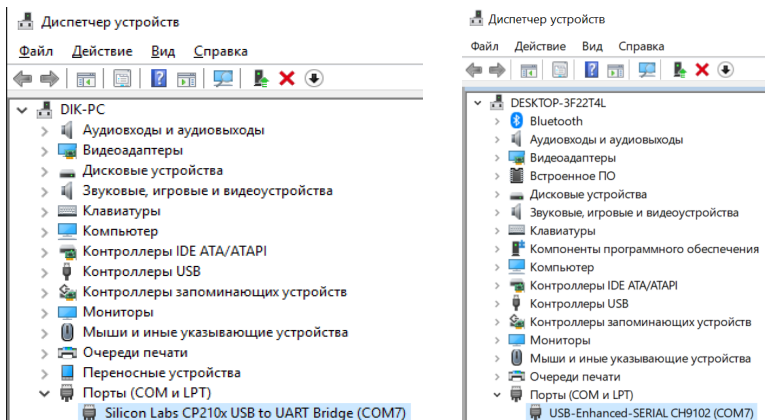 Диспетчер устройств
Файл Действие Вид Справка
DIK-PC
Аудиовходы и аудиовыходы
Видеоадаптеры
Дисковые устройства
Звуковые, игровые и видеоустройства
Клавиатуры
Компьютер
Контроллеры IDE ATA/ATAPI
Контроллеры USB
Контроллеры запоминающих устройств
Мониторы
Мыши и иные указывающие устройства
Очереди печати
Переносные устройства
Порты (COM и LPT)
Silicon Labs CP210x USB to UART Bridge (COM7)
Диспетчер устройств
Файл Действие Вид Справка
DESKTOP-3F22T4L
Bluetooth
Аудиовходы и аудиовыходы
Видеоадаптеры
Встроенное ПО
Дисковые устройства
Звуковые, игровые и видеоустройства
Клавиатуры
Компоненты программного обеспечения
Компьютер
Контроллеры IDE ATA/ATAPI
Контроллеры USB
Контроллеры запоминающих устройств
Мониторы
Мыши и иные указывающие устройства
Очереди печати
Порты (COM и LPT)
USB-Enhanced-SERIAL CH9102 (COM7)